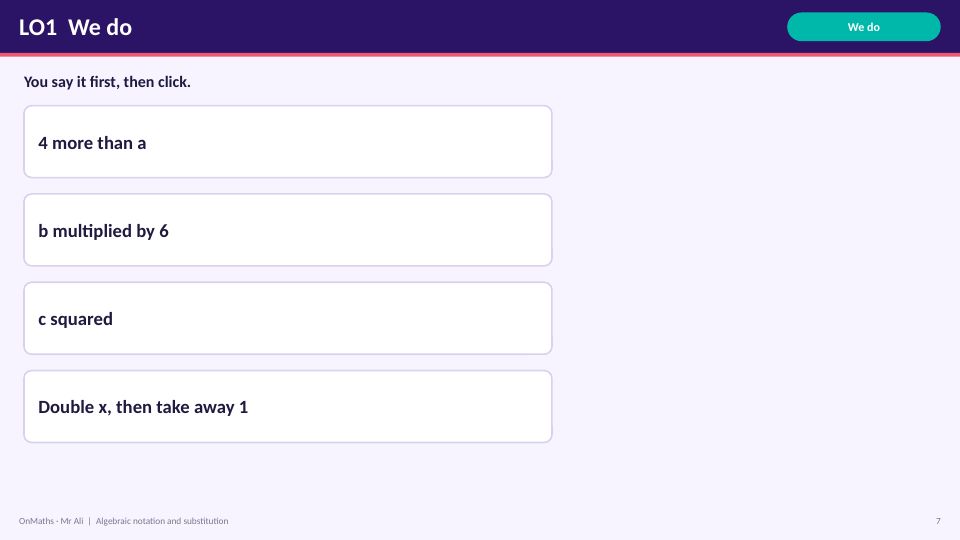 LO1  We do
We do
You say it first, then click.
4 more than a
b multiplied by 6
c squared
Double x, then take away 1
OnMaths - Mr Ali  |  Algebraic notation and substitution
7